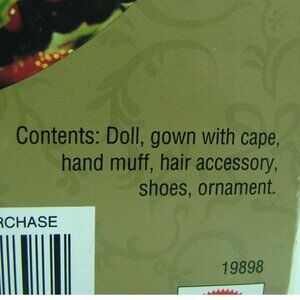 Contents: Doll, gown with cape,
hand muff, hair accessory,
shoes, ornament.
RCHASE
19898